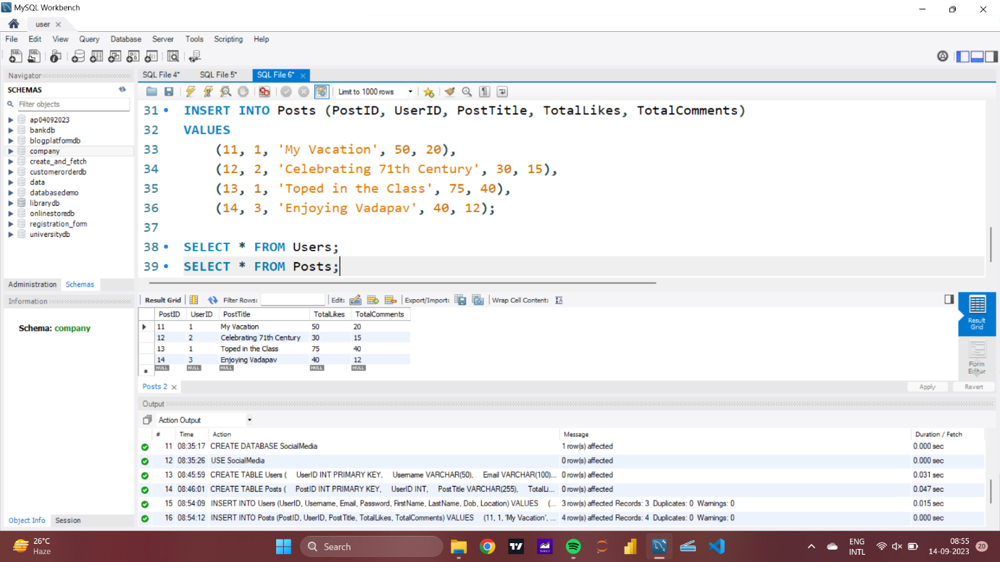 MySQL Workbench
user
File Edit View Query Database Server Tools Scripting Help
Navigator
SCHEMAS
Filter objects
ap04092023
bankdb
blogplatformdb
company
create_and_fetch
customerorderdb
data
databasedemo
librarydb
onlinestoredb
registration_form
universitydb
Administration Schemas
Information
Schema: company
Object Info Session
SQL File 4* SQL File 5* SQL File 6*
Limit to 1000 rows
31 INSERT INTO Posts (PostID, UserID, PostTitle, TotalLikes, TotalComments)
32 VALUES
33 (11, 1, 'My Vacation', 50, 20),
34 (12, 2, 'Celebrating 71th Century', 30, 15),
35 (13, 1, 'Toped in the Class', 75, 40),
36 (14, 3, 'Enjoying Vadapav', 40, 12);
37
38 SELECT * FROM Users;
39 SELECT * FROM Posts;
Result Grid Filter Rows: Edit: Export/Import: Wrap Cell Content:
PostID UserID PostTitle TotalLikes TotalComments
11 1 My Vacation 50 20
12 2 Celebrating 71th Century 30 15
13 1 Toped in the Class 75 40
14 3 Enjoying Vadapav 40 12
NULL NULL NULL NULL NULL
Result
Grid
Form
Editor
Posts 2
Apply Revert
Output
Action Output
# Time Action Message Duration / Fetch
11 08:35:17 CREATE DATABASE SocialMedia 1 row(s) affected 0.000 sec
12 08:35:26 USE SocialMedia 0 row(s) affected 0.000 sec
13 08:45:59 CREATE TABLE Users ( UserID INT PRIMARY KEY, Username VARCHAR(50), Email VARCHAR(100)... 0 row(s) affected 0.031 sec
14 08:46:01 CREATE TABLE Posts ( PostID INT PRIMARY KEY, UserID INT, PostTitle VARCHAR(255), TotalLi... 0 row(s) affected 0.047 sec
15 08:54:09 INSERT INTO Users (UserID, Username, Email, Password, FirstName, LastName, Dob, Location) VALUES (... 3 row(s) affected Records: 3 Duplicates: 0 Warnings: 0 0.015 sec
16 08:54:12 INSERT INTO Posts (PostID, UserID, PostTitle, TotalLikes, TotalComments) VALUES (11, 1, 'My Vacation', ... 4 row(s) affected Records: 4 Duplicates: 0 Warnings: 0 0.000 sec
26°C
Haze
Search
ENG
INTL
08:55
14-09-2023
20